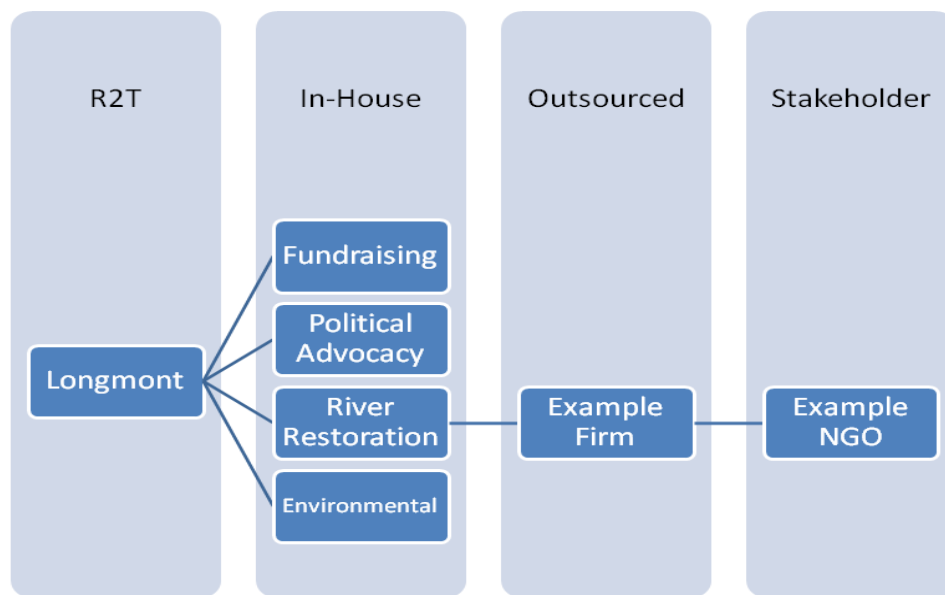 R2T
In-House
Outsourced
Stakeholder
Fundraising
Political
Advocacy
Longmont
River
Restoration
Example
Firm
Example
NGO
Environmental